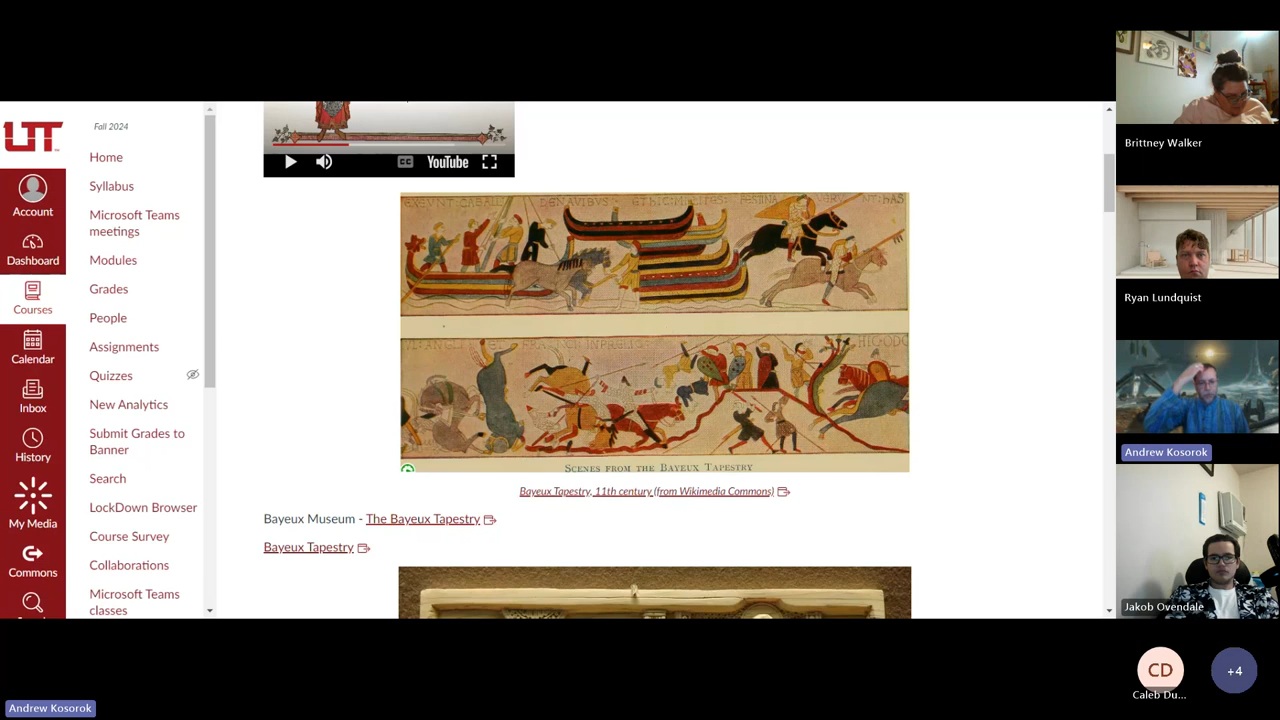 Fall 2024
UT
Account
Dashboard
Courses
Calendar
Inbox
History
My Media
Commons
Home
Syllabus
Microsoft Teams
meetings
Modules
Grades
People
Assignments
Quizzes
New Analytics
Submit Grades to
Banner
Search
LockDown Browser
Course Survey
Collaborations
Microsoft Teams
classes
CC
YouTube
SCENES FROM THE BAYEUX TAPESTRY
Bayeux Tapestry, 11th century (from Wikimedia Commons)
Bayeux Museum - The Bayeux Tapestry
Bayeux Tapestry
Brittney Walker
Ryan Lundquist
Andrew Kosorok
Jakob Ovendale
CD
Caleb Du...
+4
Andrew Kosorok